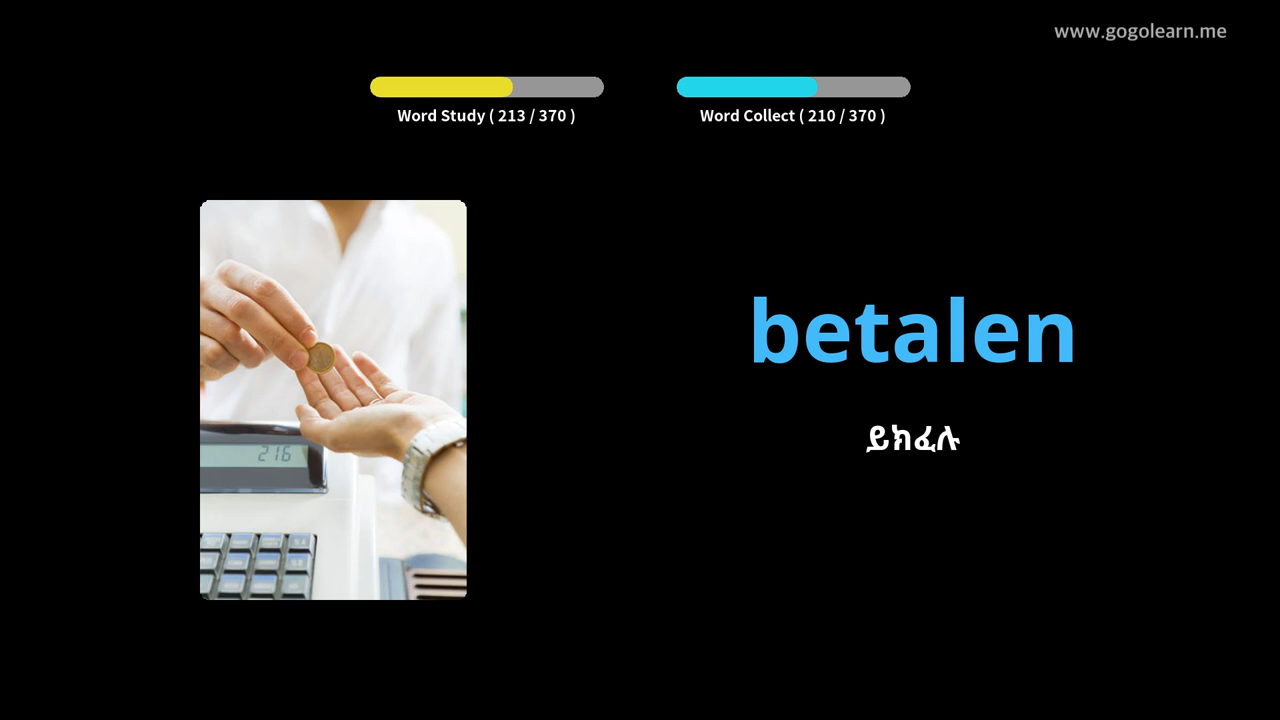 www.gogolearn.me
Word Study ( 213 / 370 )
Word Collect ( 210 / 370 )
betalen
ይክፈሉ
216